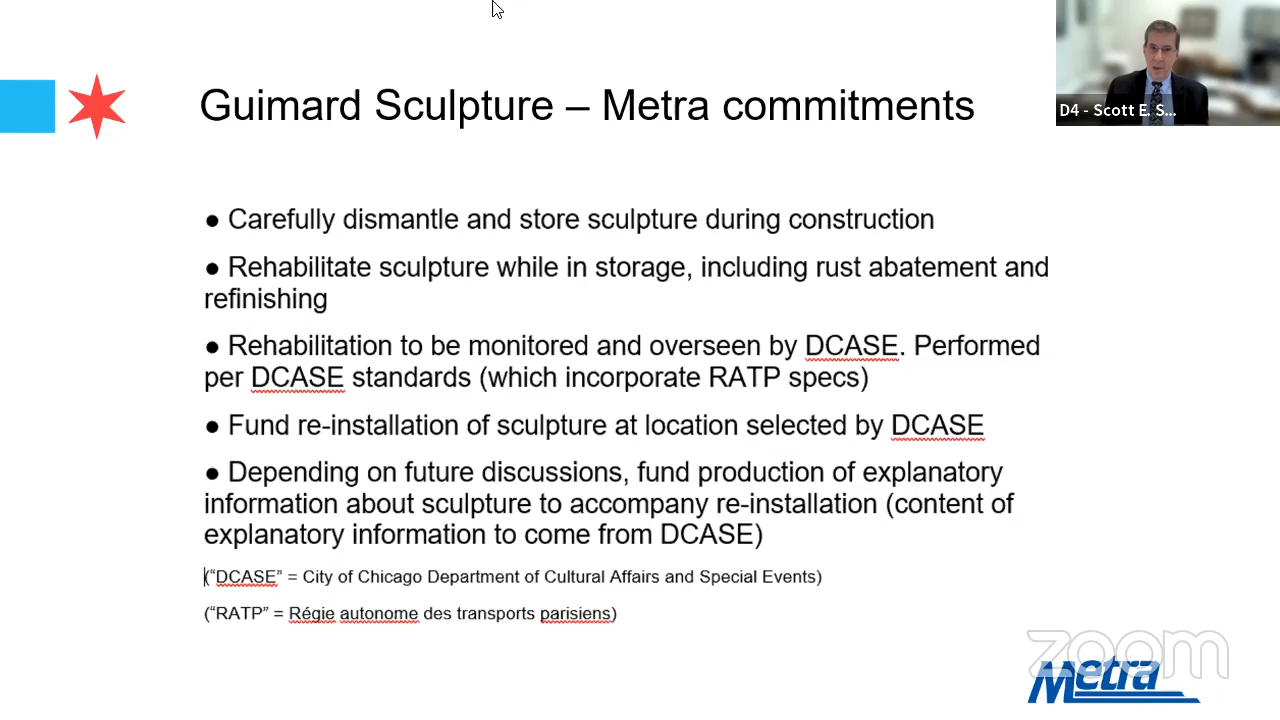 Guimard Sculpture – Metra commitments
D4 - Scott E. S...
● Carefully dismantle and store sculpture during construction
● Rehabilitate sculpture while in storage, including rust abatement and
refinishing
● Rehabilitation to be monitored and overseen by DCASE. Performed
per DCASE standards (which incorporate RATP specs)
● Fund re-installation of sculpture at location selected by DCASE
● Depending on future discussions, fund production of explanatory
information about sculpture to accompany re-installation (content of
explanatory information to come from DCASE)
(“DCASE” = City of Chicago Department of Cultural Affairs and Special Events)
(“RATP” = Régie autonome des transports parisiens)
zoom
Metra